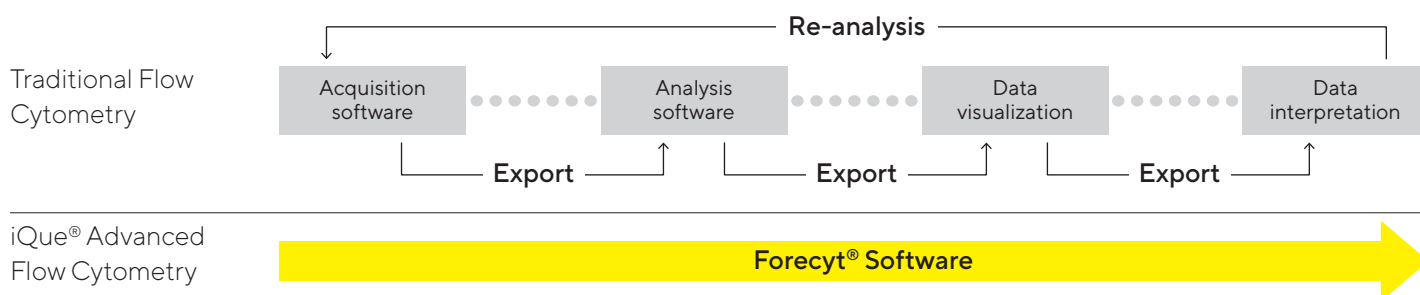 Re-analysis
Traditional Flow
Cytometry
Acquisition
software
Analysis
software
Data
visualization
Data
interpretation
Export
Export
Export
iQue® Advanced
Flow Cytometry
Forecyt® Software